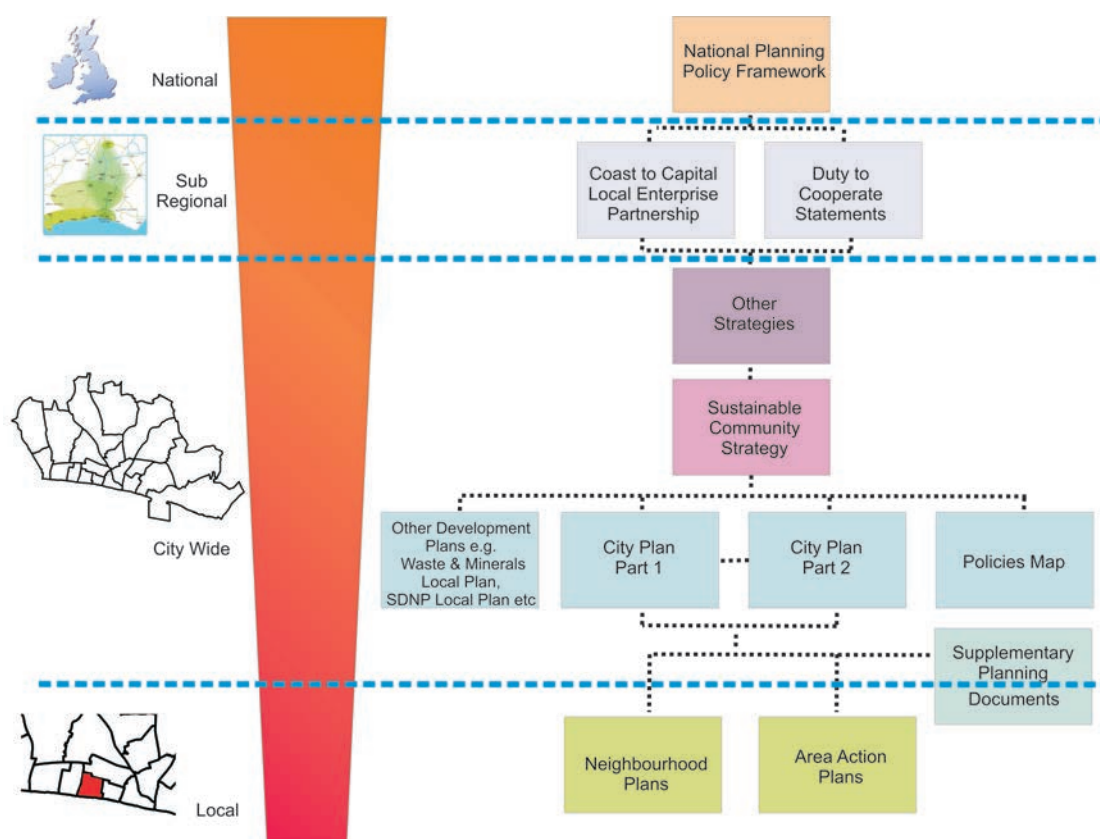 National
National Planning
Policy Framework
Sub
Regional
Coast to Capital
Local Enterprise
Partnership
Duty to
Cooperate
Statements
Other
Strategies
Sustainable
Community
Strategy
City Wide
Other Development
Plans e.g.
Waste & Minerals
Local Plan,
SDNP Local Plan etc
City Plan
Part 1
City Plan
Part 2
Policies Map
Supplementary
Planning
Documents
Local
Neighbourhood
Plans
Area Action
Plans